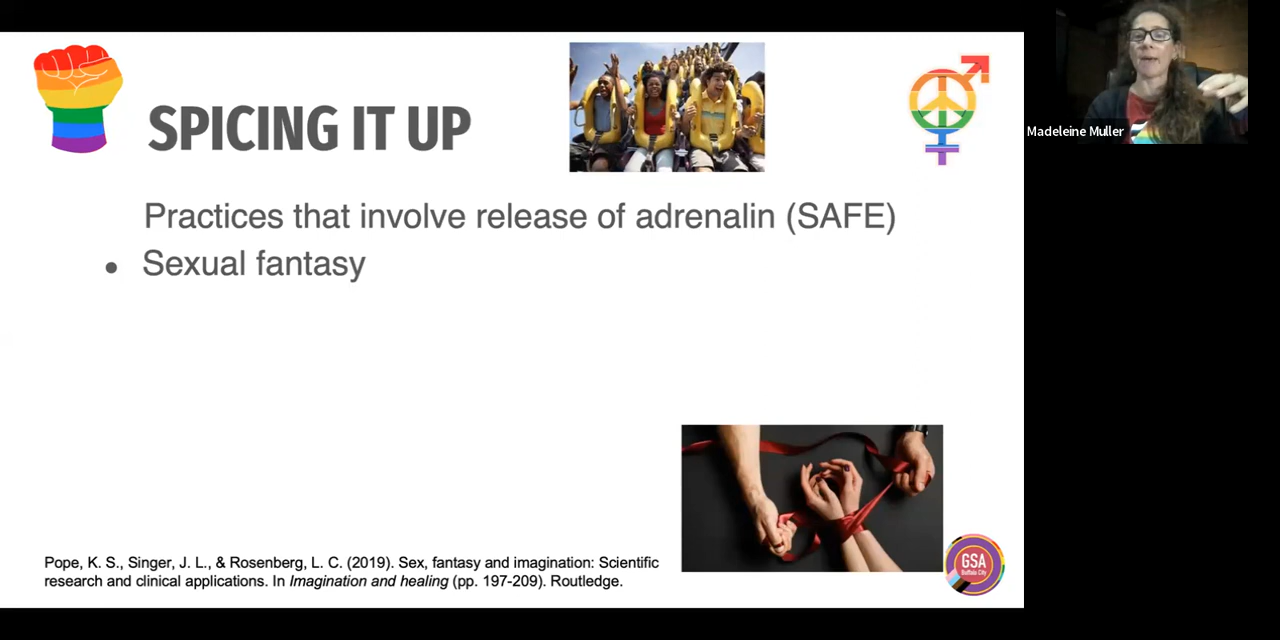 SPICING IT UP
Madeleine Muller
Practices that involve release of adrenalin (SAFE)
• Sexual fantasy
Pope, K. S., Singer, J. L., & Rosenberg, L. C. (2019). Sex, fantasy and imagination: Scientific
research and clinical applications. In Imagination and healing (pp. 197-209). Routledge.
GSA
Buffalo City